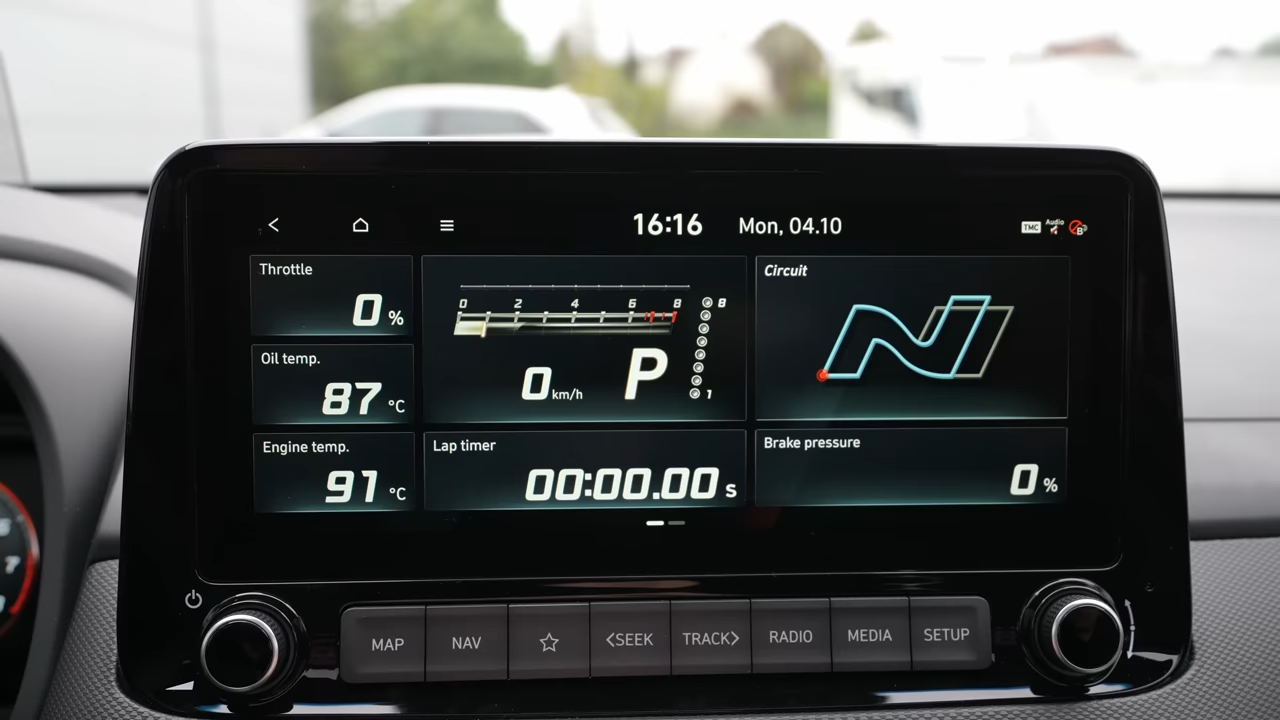 16:16 Mon, 04.10 TMC Audio
Throttle
0 %
Oil temp.
87 °C
Engine temp.
91 °C
0 2 4 6 8
8
0 km/h P
1
Lap timer
00:00.00 s
Circuit
N
Brake pressure
0 %
7
MAP NAV <SEEK TRACK> RADIO MEDIA SETUP